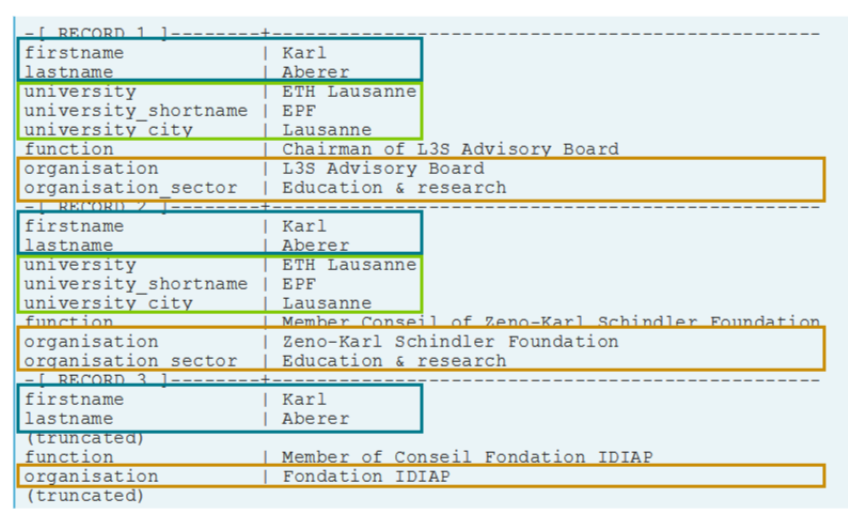 -[ RECORD 1 ]--------+---------------------------------------------------
firstname | Karl
lastname | Aberer
university | ETH Lausanne
university_shortname | EPF
university_city | Lausanne
function | Chairman of L3S Advisory Board
organisation | L3S Advisory Board
organisation_sector | Education & research
-[ RECORD 2 ]--------+---------------------------------------------------
firstname | Karl
lastname | Aberer
university | ETH Lausanne
university_shortname | EPF
university_city | Lausanne
function | Member Conseil of Zeno-Karl Schindler Foundation
organisation | Zeno-Karl Schindler Foundation
organisation_sector | Education & research
-[ RECORD 3 ]--------+---------------------------------------------------
firstname | Karl
lastname | Aberer
(truncated)
function | Member of Conseil Fondation IDIAP
organisation | Fondation IDIAP
(truncated)